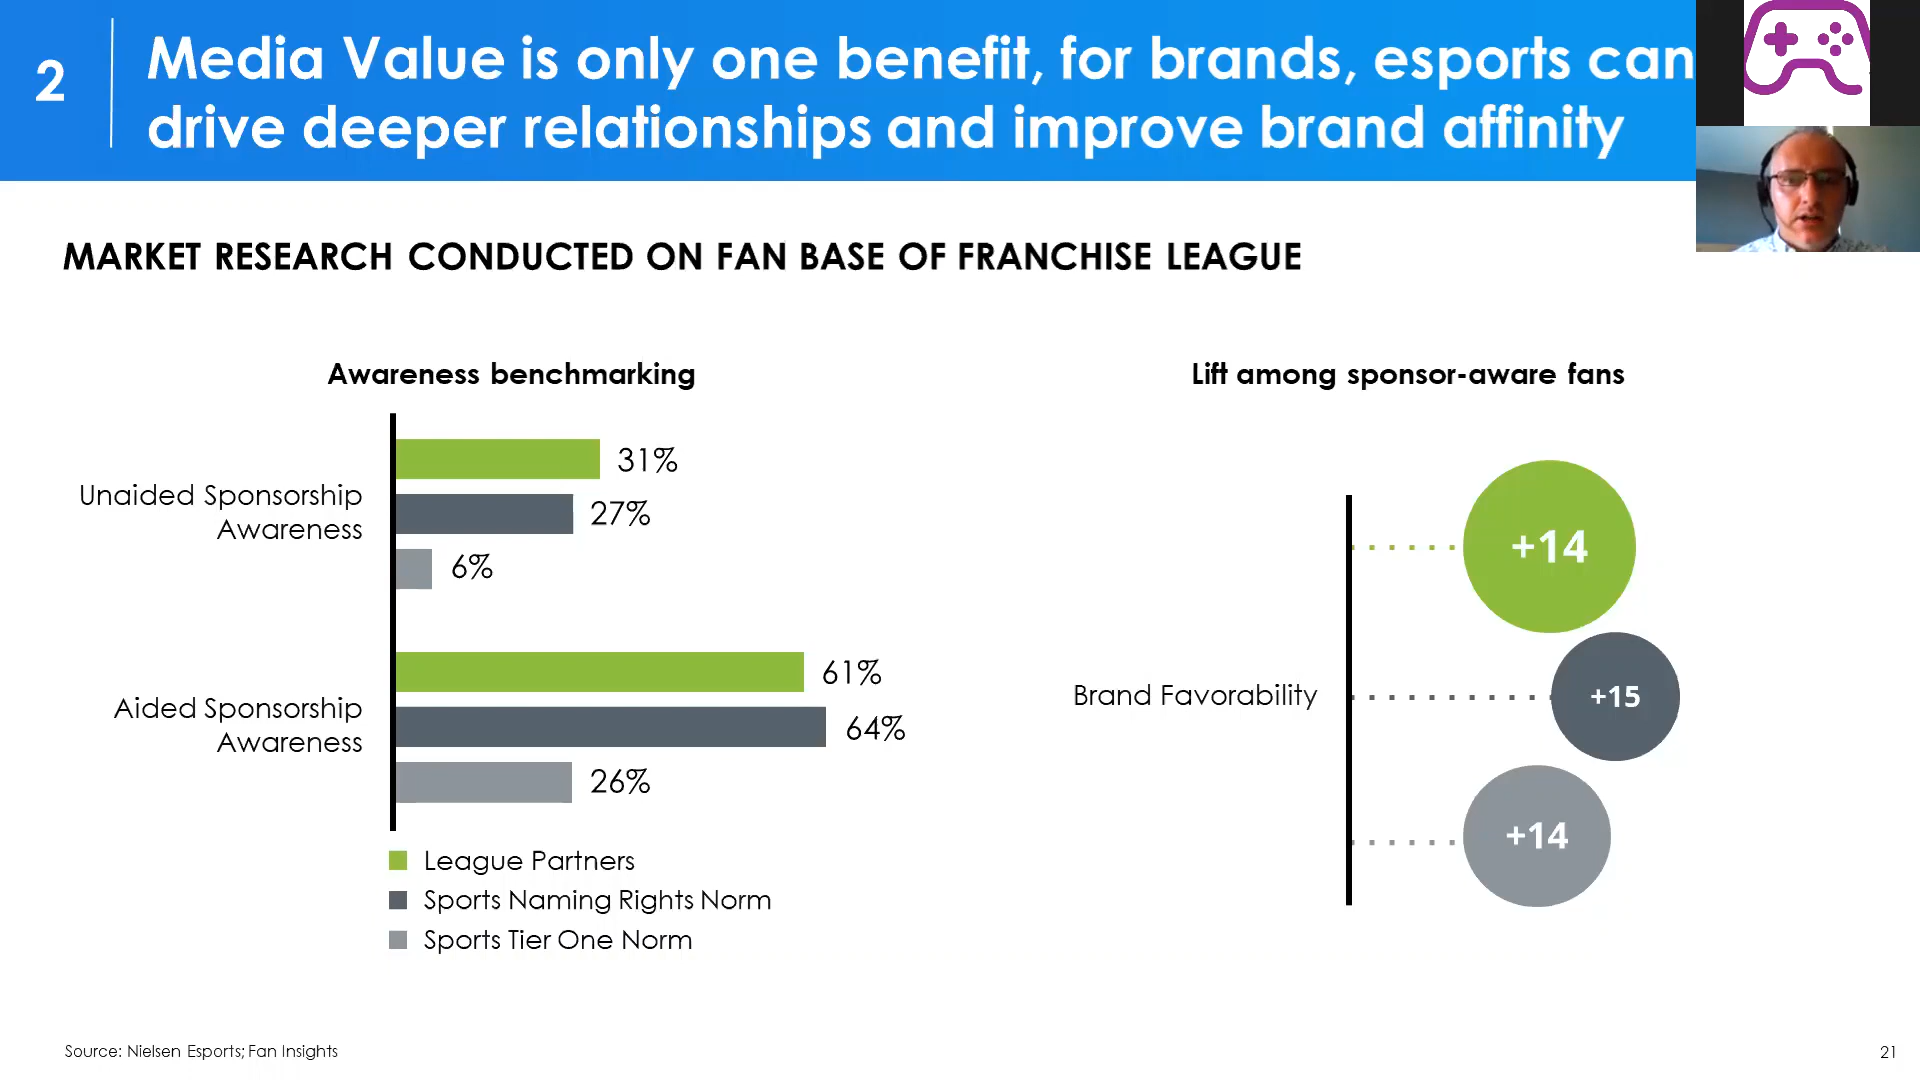 2
Media Value is only one benefit, for brands, esports can
drive deeper relationships and improve brand affinity
MARKET RESEARCH CONDUCTED ON FAN BASE OF FRANCHISE LEAGUE
Awareness benchmarking
Unaided Sponsorship
Awareness
31%
27%
6%
Aided Sponsorship
Awareness
61%
64%
26%
League Partners
Sports Naming Rights Norm
Sports Tier One Norm
Lift among sponsor-aware fans
Brand Favorability
+14
+15
+14
Source: Nielsen Esports; Fan Insights
21